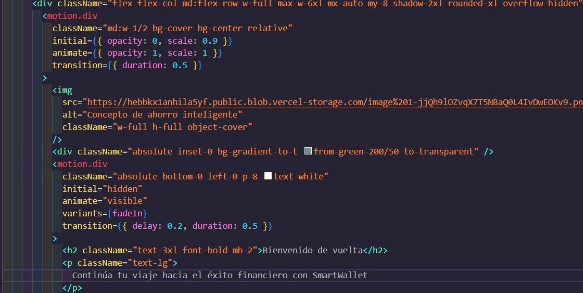 <div className="flex flex-col md:flex-row w-full max-w-6xl mx-auto my-8 shadow-2xl rounded-xl overflow-hidden"
<motion.div
className="md:w-1/2 bg-cover bg-center relative"
initial={{ opacity: 0, scale: 0.9 }}
animate={{ opacity: 1, scale: 1 }}
transition={{ duration: 0.5 }}
>
<img
src="https://hebbkx1anhila5yf.public.blob.vercel-storage.com/image%201-jjQh9lOZvqX7T5NBaQ0L4IvDwEOKv9.pn
alt="Concepto de ahorro inteligente"
className="w-full h-full object-cover"
/>
<div className="absolute inset-0 bg-gradient-to-t from-green-200/50 to-transparent" />
<motion.div
className="absolute bottom-0 left-0 p-8 text-white"
initial="hidden"
animate="visible"
variants={fadeIn}
transition={{ delay: 0.2, duration: 0.5 }}
>
<h2 className="text-3xl font-bold mb-2">Bienvenido de vuelta</h2>
<p className="text-lg">
Continúa tu viaje hacia el éxito financiero con SmartWallet
</p>